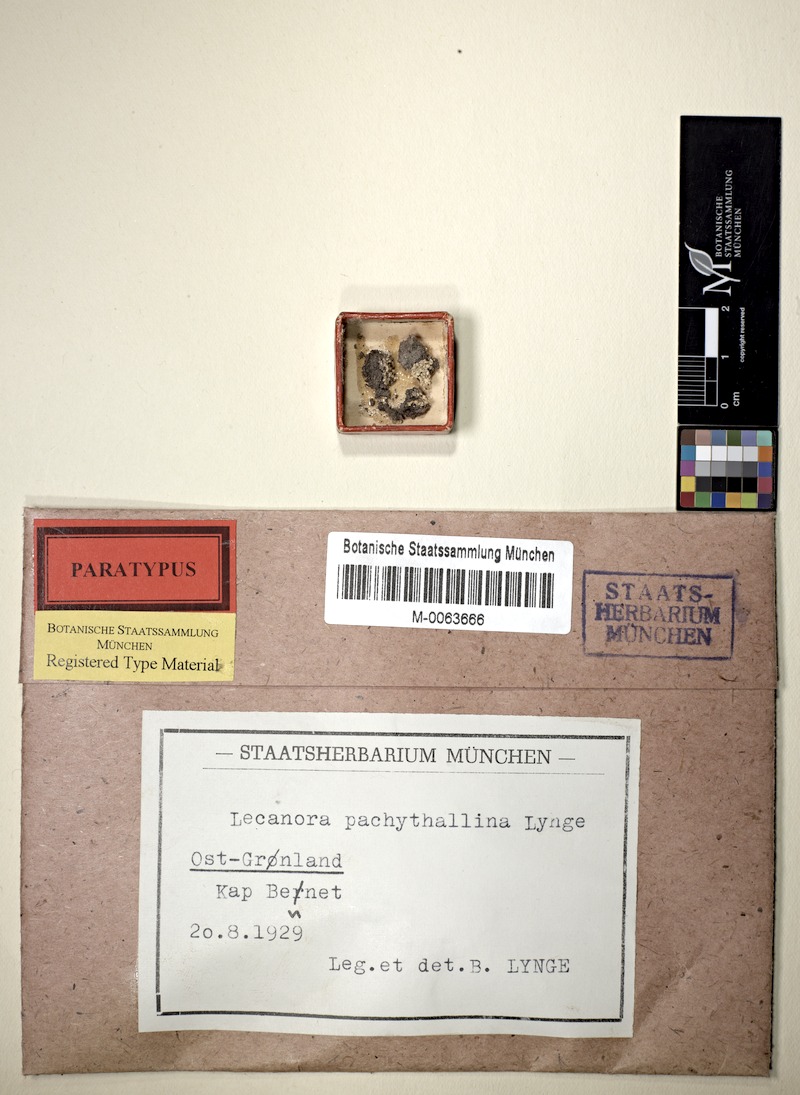 BOTANISCHE
STAATSSAMMLUNG
MÜNCHEN
M
0 1 2
cm
copyright reserved
PARATYPUS
BOTANISCHE STAATSSAMMLUNG
MÜNCHEN
Registered Type Material
Botanische Staatssammlung München
M-0063666
STAATS-
HERBARIUM
MÜNCHEN
— STAATSHERBARIUM MÜNCHEN —
Lecanora pachythallina Lynge
Ost-Grønland
Kap Bernet
n
20.8.1929
Leg.et det.B. LYNGE